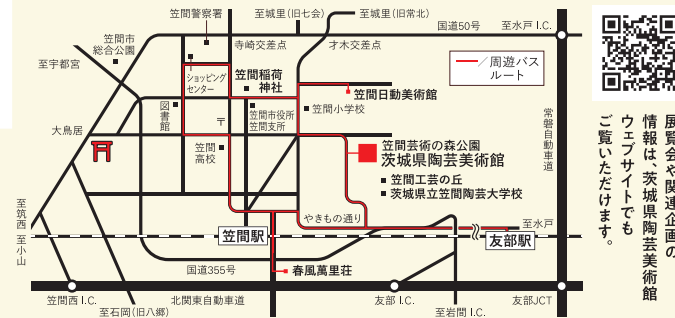 笠間警察署
至城里(旧七会)
至城里(旧常北)
国道50号
至水戸 I.C.
笠間市
総合公園
寺崎交差点
才木交差点
至宇都宮
ショッピング
センター
笠間稲荷
神社
周遊バス
ルート
笠間日動美術館
図書館
笠間市役所
笠間支所
笠間小学校
大鳥居
〒
笠間
高校
笠間芸術の森公園
茨城県陶芸美術館
笠間工芸の丘
茨城県立笠間陶芸大学校
常磐自動車道
至筑西
至小山
やきもの通り
至水戸
笠間駅
友部駅
国道355号
春風萬里荘
笠間西 I.C.
北関東自動車道
友部 I.C.
友部JCT
至石岡(旧八郷)
至岩間 I.C.
展覧会や関連企画の
情報は、茨城県陶芸美術館
ウェブサイトでも
ご覧いただけます。